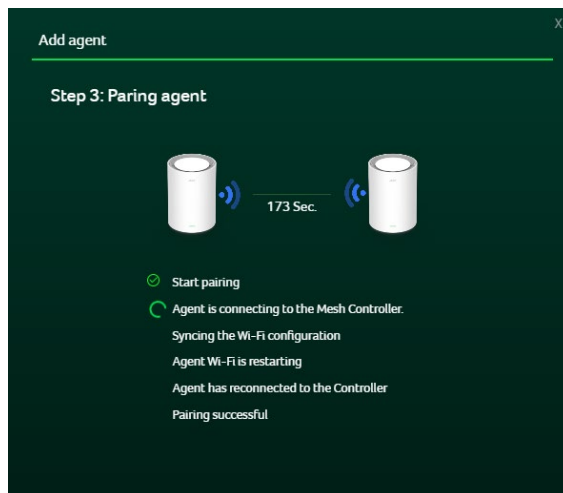 X
Add agent
Step 3: Paring agent
173 Sec.
Start pairing
Agent is connecting to the Mesh Controller.
Syncing the Wi-Fi configuration
Agent Wi-Fi is restarting
Agent has reconnected to the Controller
Pairing successful